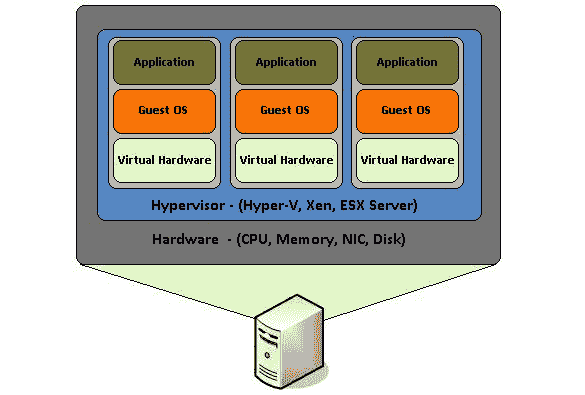 Application Application Application
Guest OS Guest OS Guest OS
Virtual Hardware Virtual Hardware Virtual Hardware
Hypervisor - (Hyper-V, Xen, ESX Server)
Hardware - (CPU, Memory, NIC, Disk)